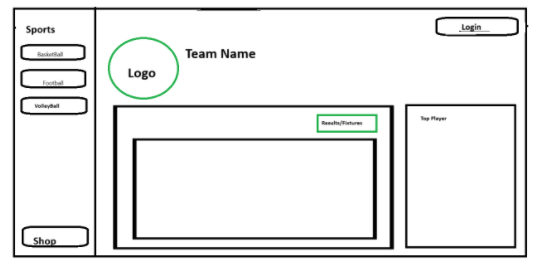 Sports
BasketBall
Football
VolleyBall
Shop
Login
Team Name
Logo
Results/Fixtures
Top Player